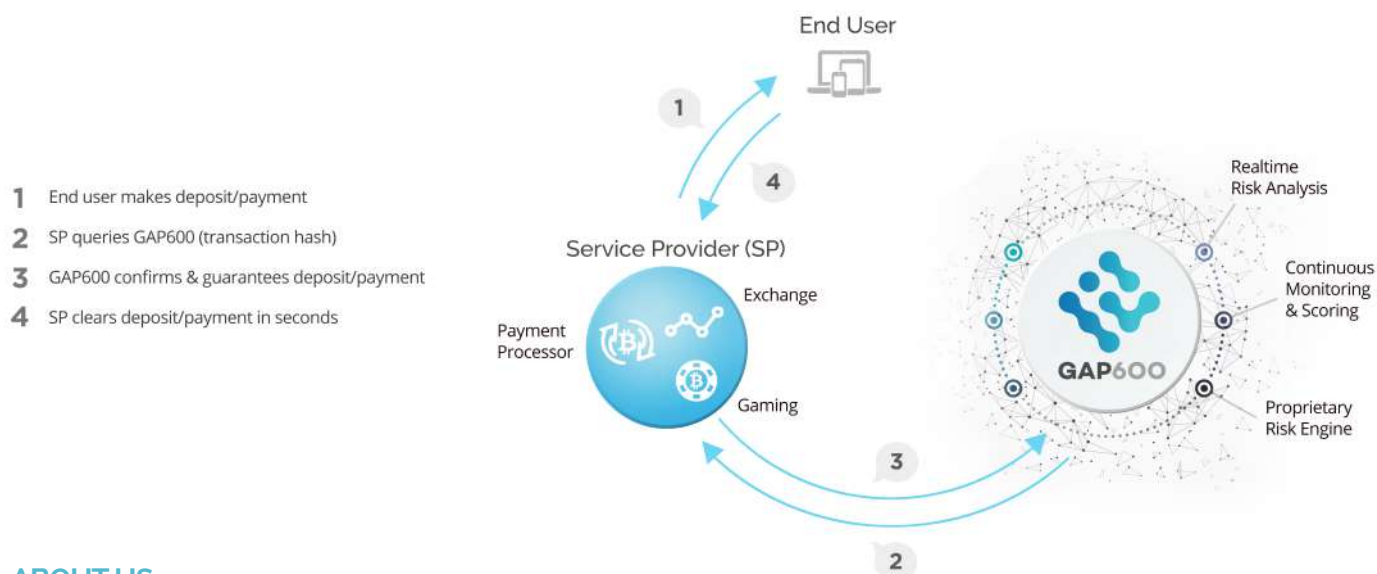 End User
1
4
1 End user makes deposit/payment
2 SP queries GAP600 (transaction hash)
3 GAP600 confirms & guarantees deposit/payment
4 SP clears deposit/payment in seconds
Service Provider (SP)
Exchange
Payment
Processor
Gaming
Realtime
Risk Analysis
Continuous
Monitoring
& Scoring
GAP600
Proprietary
Risk Engine
3
2
ABOUT US